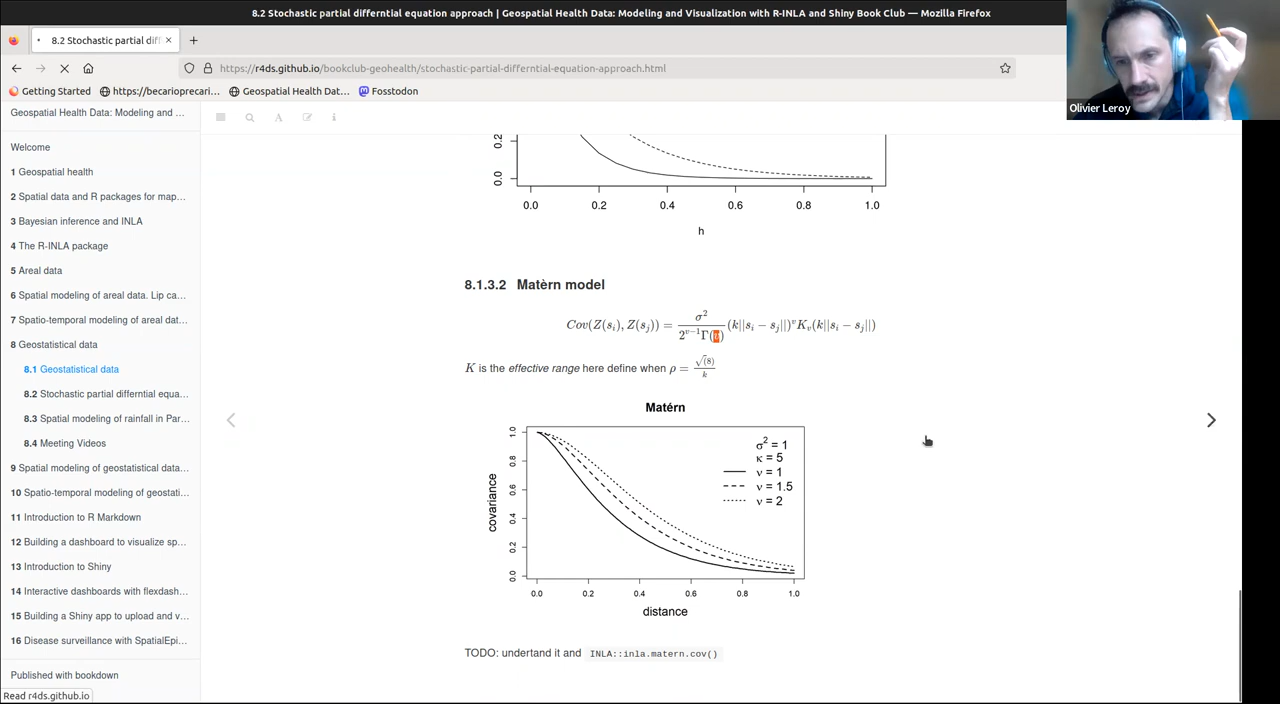 8.2 Stochastic partial differntial equation approach | Geospatial Health Data: Modeling and Visualization with R-INLA and Shiny Book Club — Mozilla Firefox
8.2 Stochastic partial diff
https://r4ds.github.io/bookclub-geohealth/stochastic-partial-differntial-equation-approach.html
Getting Started
https://becarioprecari…
Geospatial Health Dat…
Fosstodon
Olivier Leroy
Geospatial Health Data: Modeling and …
Welcome
1 Geospatial health
2 Spatial data and R packages for map…
3 Bayesian inference and INLA
4 The R-INLA package
5 Areal data
6 Spatial modeling of areal data. Lip ca…
7 Spatio-temporal modeling of areal dat…
8 Geostatistical data
8.1 Geostatistical data
8.2 Stochastic partial differntial equa…
8.3 Spatial modeling of rainfall in Par…
8.4 Meeting Videos
9 Spatial modeling of geostatistical data…
10 Spatio-temporal modeling of geostati…
11 Introduction to R Markdown
12 Building a dashboard to visualize sp…
13 Introduction to Shiny
14 Interactive dashboards with flexdash…
15 Building a Shiny app to upload and v…
16 Disease surveillance with SpatialEpi…
Published with bookdown
Read r4ds.github.io
0.2
0.0
0.0 0.2 0.4 0.6 0.8 1.0
h
8.1.3.2 Matèrn model
Cov(Z(s_i), Z(s_j)) = σ²/(2^{v−1}Γ(v)) (k||s_i − s_j||)^v K_v(k||s_i − s_j||)
K is the effective range here define when ρ = √(8)/k
Matérn
σ² = 1
κ = 5
ν = 1
ν = 1.5
ν = 2
covariance
1.0
0.8
0.6
0.4
0.2
0.0
0.0 0.2 0.4 0.6 0.8 1.0
distance
TODO: undertand it and INLA::inla.matern.cov()